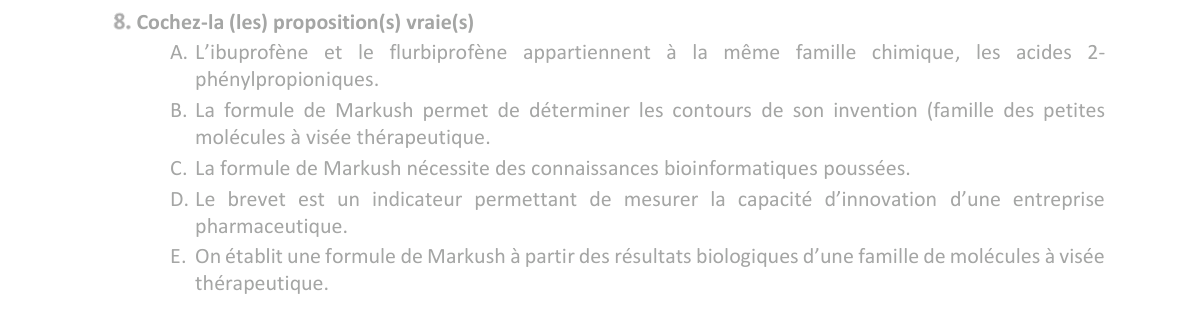 8. Cochez-la (les) proposition(s) vraie(s)
A. L’ibuprofène et le flurbiprofène appartiennent à la même famille chimique, les acides 2-
phénylpropioniques.
B. La formule de Markush permet de déterminer les contours de son invention (famille des petites
molécules à visée thérapeutique.
C. La formule de Markush nécessite des connaissances bioinformatiques poussées.
D. Le brevet est un indicateur permettant de mesurer la capacité d’innovation d’une entreprise
pharmaceutique.
E. On établit une formule de Markush à partir des résultats biologiques d’une famille de molécules à visée
thérapeutique.